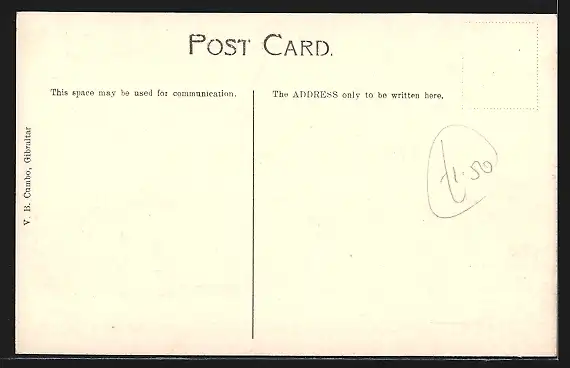 POST CARD.
This space may be used for communication.
The ADDRESS only to be written here.
V. B. Cumbo, Gibraltar
£1.50